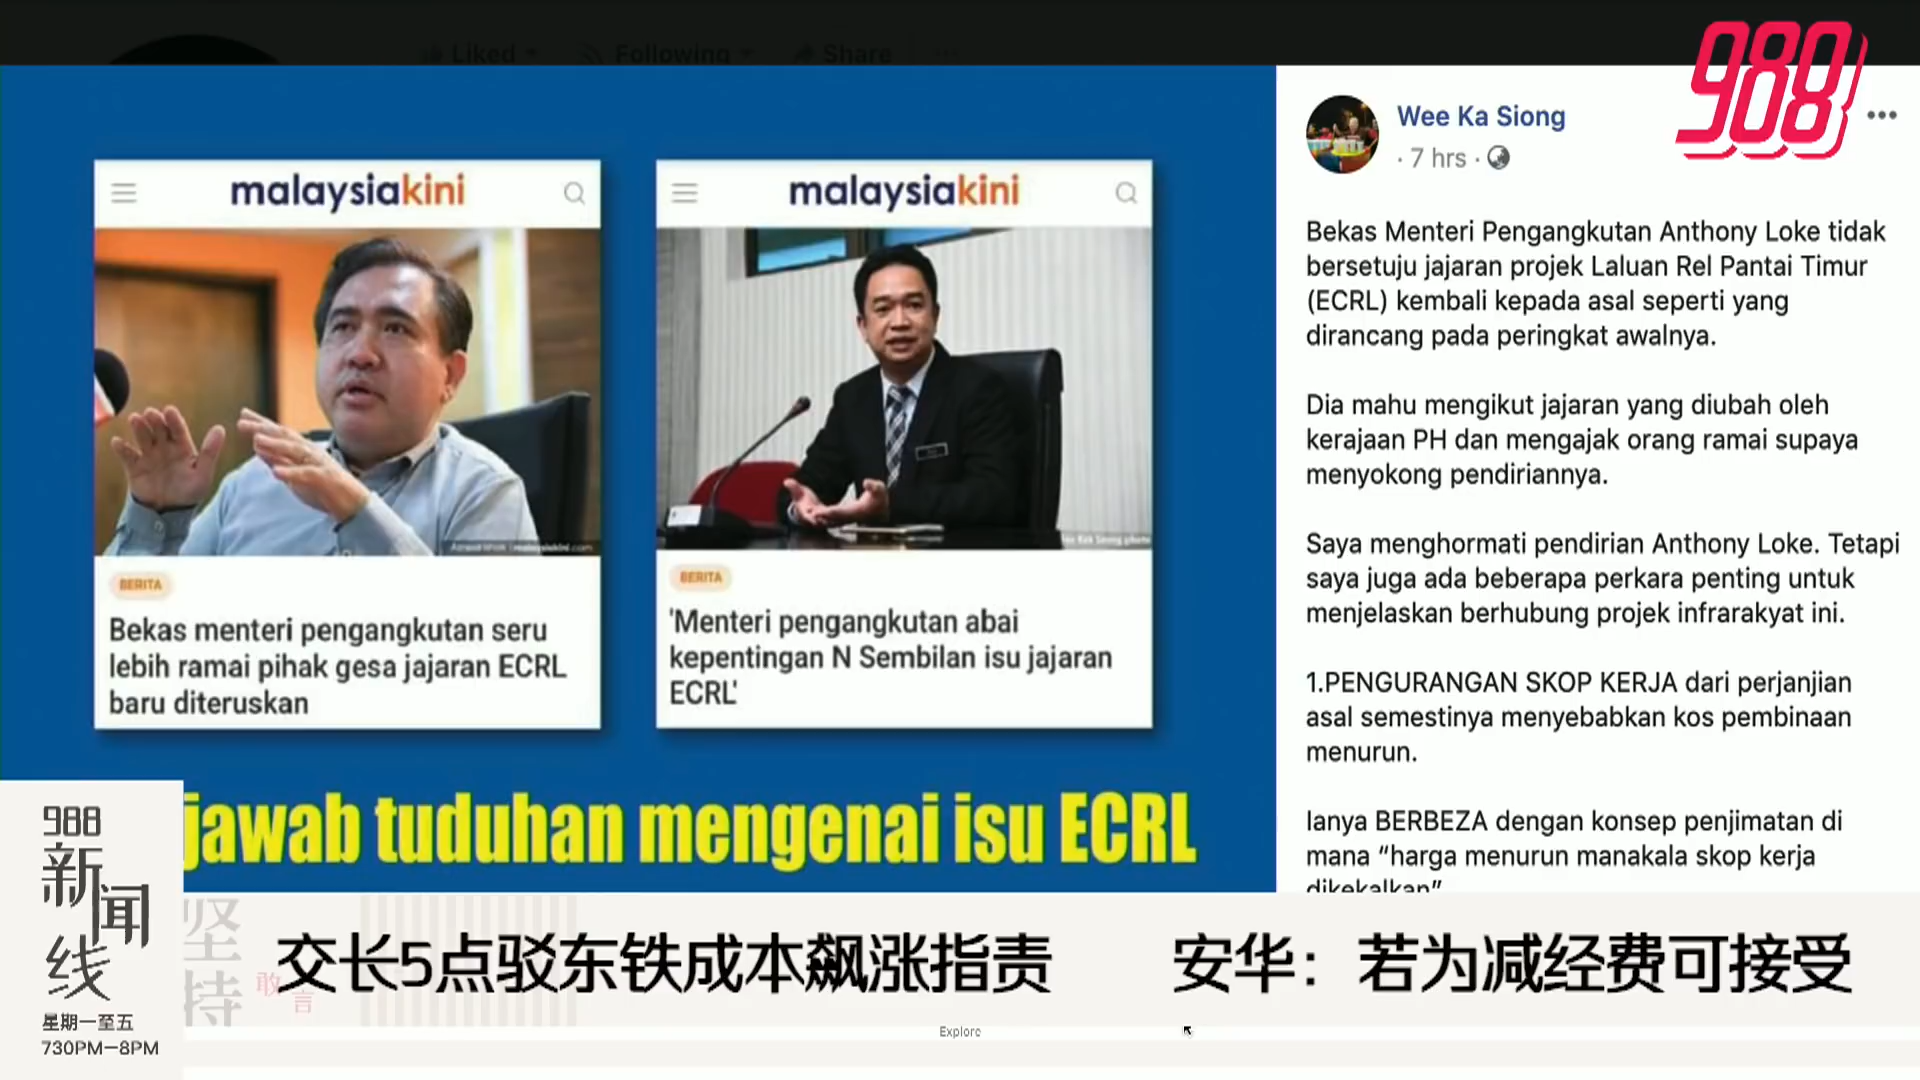 Liked
Following
Share
988
malaysiakini
BERITA
Bekas menteri pengangkutan seru
lebih ramai pihak gesa jajaran ECRL
baru diteruskan
malaysiakini
BERITA
'Menteri pengangkutan abai
kepentingan N Sembilan isu jajaran
ECRL'
jawab tuduhan mengenai isu ECRL
Wee Ka Siong
· 7 hrs ·
Bekas Menteri Pengangkutan Anthony Loke tidak
bersetuju jajaran projek Laluan Rel Pantai Timur
(ECRL) kembali kepada asal seperti yang
dirancang pada peringkat awalnya.
Dia mahu mengikut jajaran yang diubah oleh
kerajaan PH dan mengajak orang ramai supaya
menyokong pendiriannya.
Saya menghormati pendirian Anthony Loke. Tetapi
saya juga ada beberapa perkara penting untuk
menjelaskan berhubung projek infrarakyat ini.
1.PENGURANGAN SKOP KERJA dari perjanjian
asal semestinya menyebabkan kos pembinaan
menurun.
Ianya BERBEZA dengan konsep penjimatan di
mana “harga menurun manakala skop kerja
dikekalkan”
988
新闻线
星期一至五
730PM—8PM
坚持
敢言
交长5点驳东铁成本飙涨指责 安华：若为减经费可接受
Explore